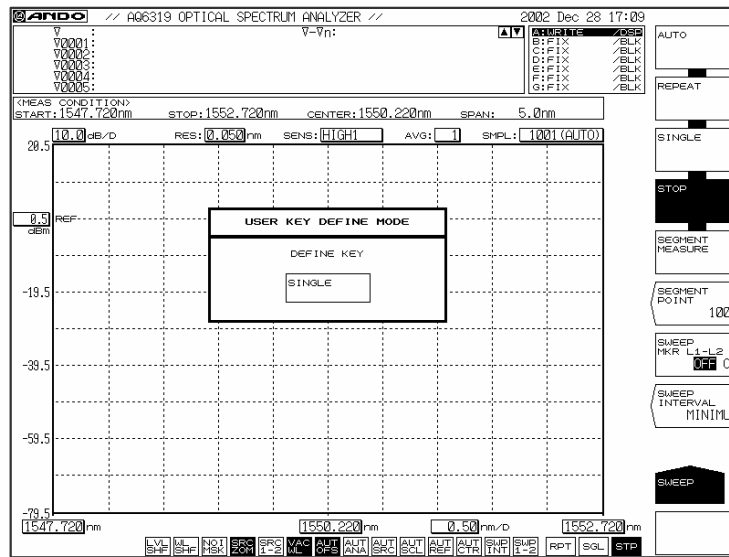 ANDO // AQ6319 OPTICAL SPECTRUM ANALYZER // 2002 Dec 28 17:09
∇ : ∇-∇n: ▲ ▼
∇0001:
∇0002:
∇0003:
∇0004:
∇0005:
A:WRITE /DSP
B:FIX /BLK
C:FIX /BLK
D:FIX /BLK
E:FIX /BLK
F:FIX /BLK
G:FIX /BLK
<MEAS CONDITION>
START:1547.720nm STOP:1552.720nm CENTER:1550.220nm SPAN: 5.0nm
10.0 dB/D RES: 0.050 nm SENS: HIGH1 AVG: 1 SMPL: 1001(AUTO)
20.5
0.5 REF
dBm
-19.5
-39.5
-59.5
-79.5
USER KEY DEFINE MODE
DEFINE KEY
SINGLE
1547.720 nm 1550.220 nm 0.50 nm/D 1552.720 nm
LVL SHF WL SHF NOI MSK SRC ZOM SRC 1-2 VAC WL AUT OFS AUT ANA AUT SRC AUT SCL AUT REF AUT CTR SWP INT SWP 1-2 RPT SGL STP
AUTO
REPEAT
SINGLE
STOP
SEGMENT
MEASURE
SEGMENT
POINT
100
SWEEP
MKR L1-L2
OFF
SWEEP
INTERVAL
MINIMU
SWEEP